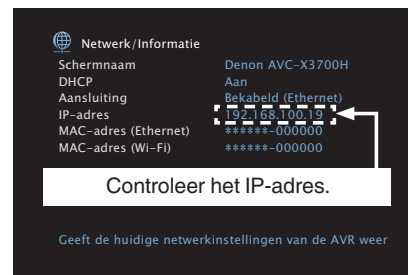 Netwerk/Informatie
Schermnaam Denon AVC-X3700H
DHCP Aan
Aansluiting Bekabeld (Ethernet)
IP-adres 192.168.100.19
MAC-adres (Ethernet) ******-000000
MAC-adres (Wi-Fi) ******-000000
Controleer het IP-adres.
Geeft de huidige netwerkinstellingen van de AVR weer